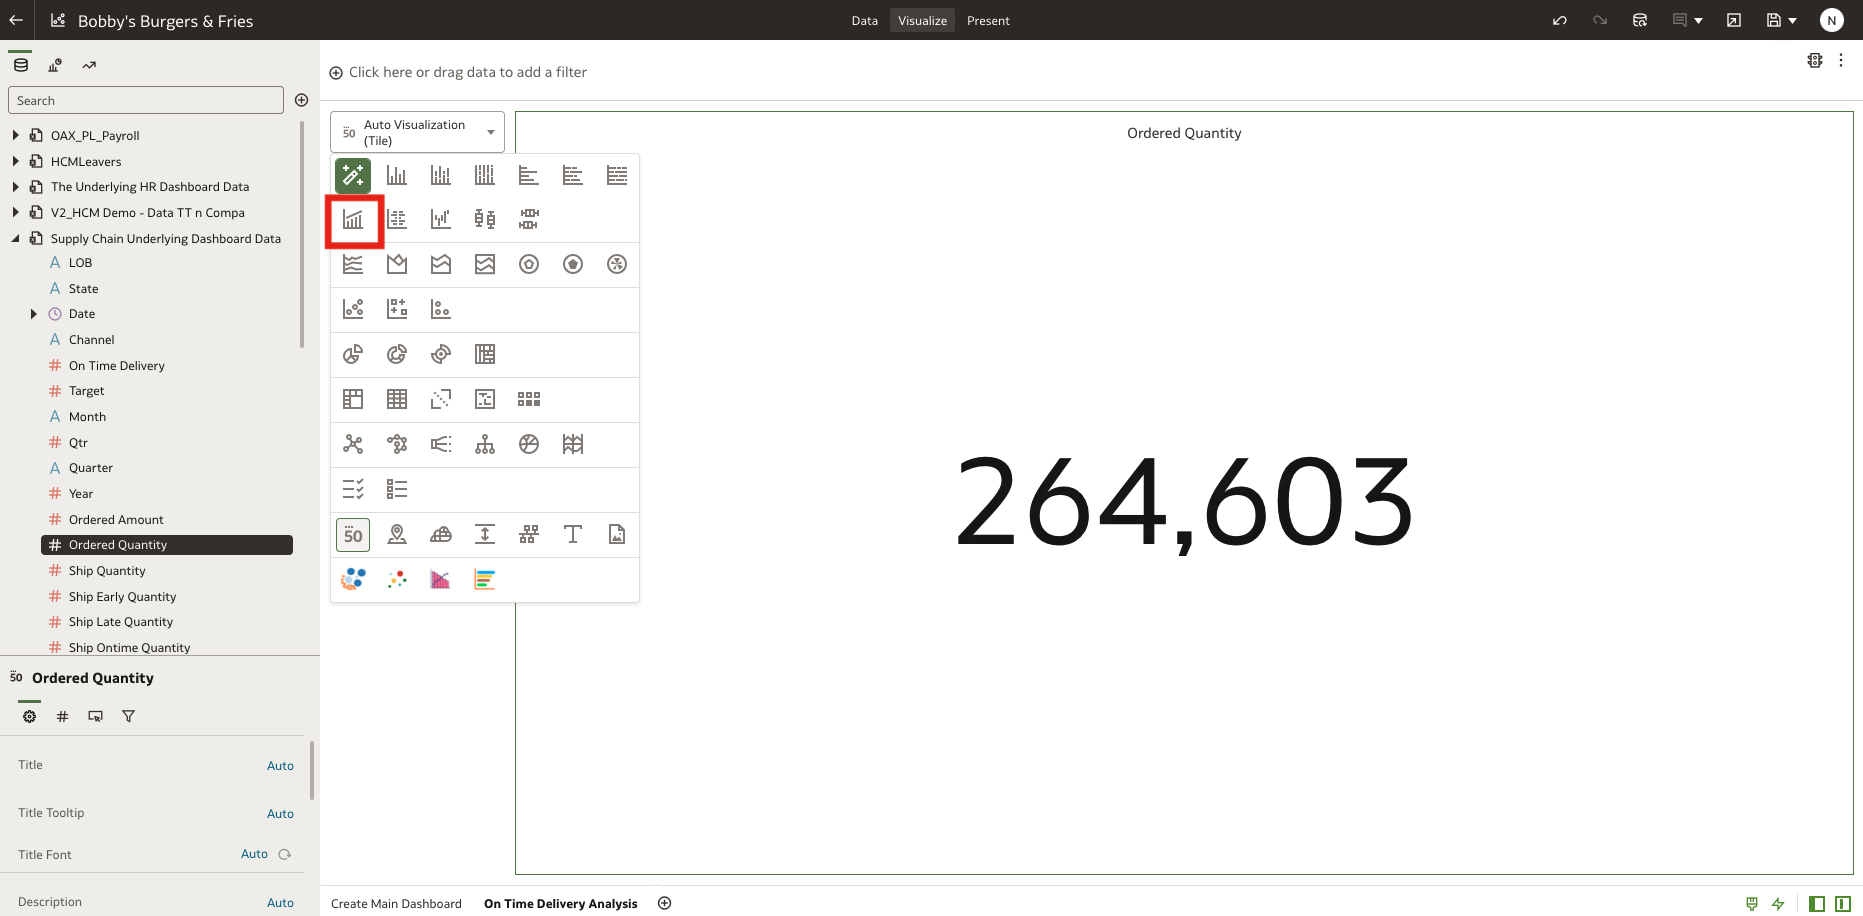 Bobby's Burgers & Fries
Data Visualize Present
N
Click here or drag data to add a filter
Search
OAX_PL_Payroll
HCMLeavers
The Underlying HR Dashboard Data
V2_HCM Demo - Data TT n Compa
Supply Chain Underlying Dashboard Data
A LOB
A State
Date
A Channel
# On Time Delivery
# Target
A Month
# Qtr
A Quarter
# Year
# Ordered Amount
# Ordered Quantity
# Ship Quantity
# Ship Early Quantity
# Ship Late Quantity
# Ship Ontime Quantity
50 Ordered Quantity
#
Title Auto
Title Tooltip Auto
Title Font Auto
Description Auto
50 Auto Visualization
(Tile)
50
T
Ordered Quantity
264,603
Create Main Dashboard On Time Delivery Analysis